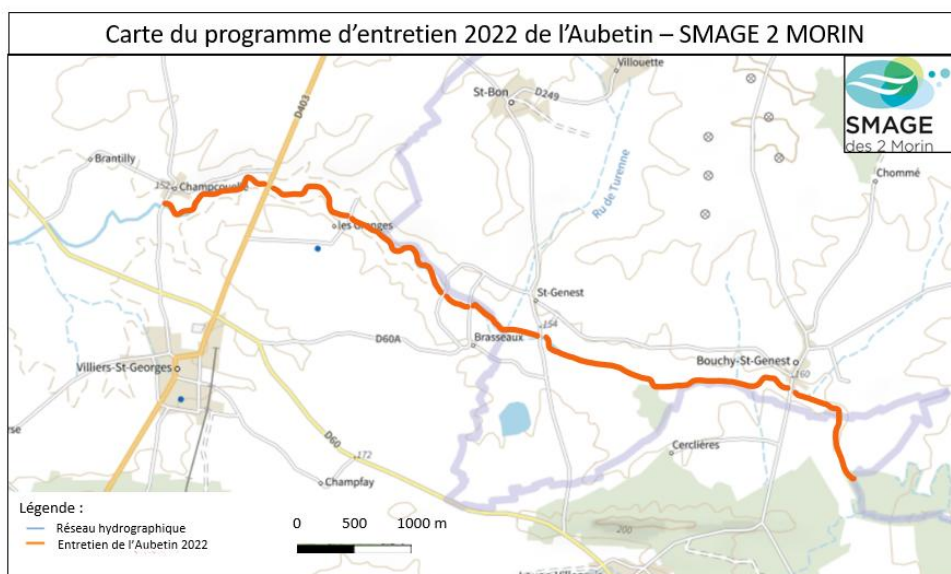 Carte du programme d’entretien 2022 de l’Aubetin – SMAGE 2 MORIN
Villouette
St-Bon
D249
SMAGE
des 2 Morin
D403
Brantilly
152
Champcouelle
Chommé
Ru de Turenne
les Granges
St-Genest
154
D60A
Brasseaux
Bouchy-St-Genest
160
Villiers-St-Georges
D60
172
Champfay
Cerclières
200
Légende :
Réseau hydrographique
Entretien de l’Aubetin 2022
0 500 1000 m